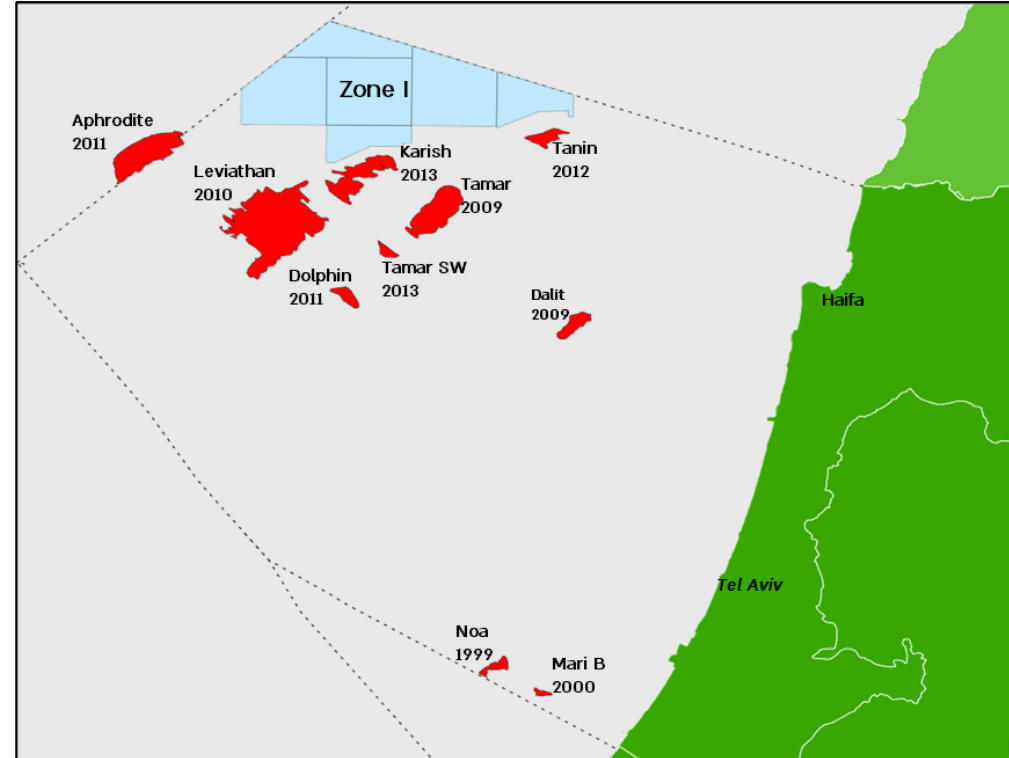 Zone I
Aphrodite
2011
Tanin
2012
Karish
2013
Leviathan
2010
Tamar
2009
Tamar SW
2013
Dolphin
2011
Dalit
2009
Haifa
Tel Aviv
Noa
1999
Mari B
2000